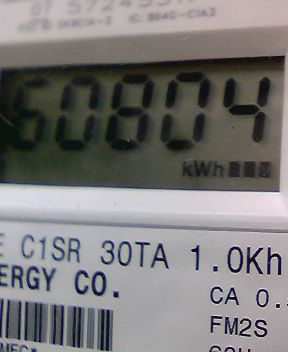 60804
kWh
C1SR 30TA 1.0Kh
ERGY CO.
CA 0.
FM2S